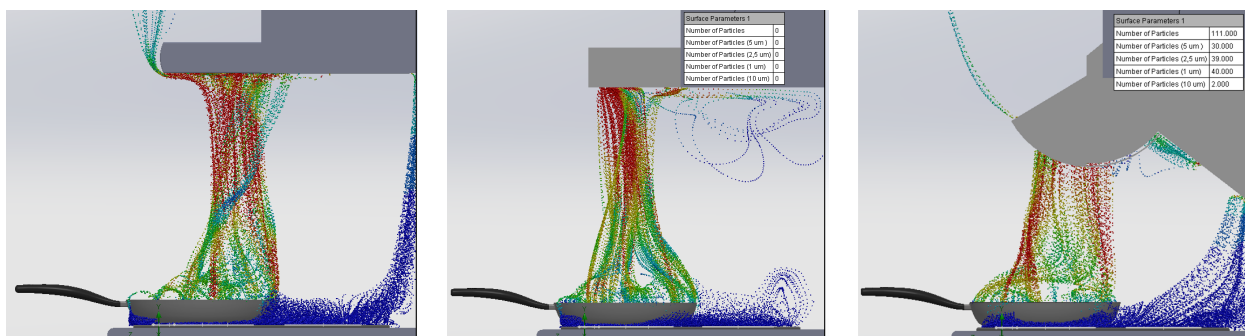 Surface Parameters 1
Number of Particles 0
Number of Particles (5 um ) 0
Number of Particles (2,5 um) 0
Number of Particles (1 um) 0
Number of Particles (10 um) 0
Surface Parameters 1
Number of Particles 111.000
Number of Particles (5 um ) 30.000
Number of Particles (2,5 um) 39.000
Number of Particles (1 um) 40.000
Number of Particles (10 um) 2.000